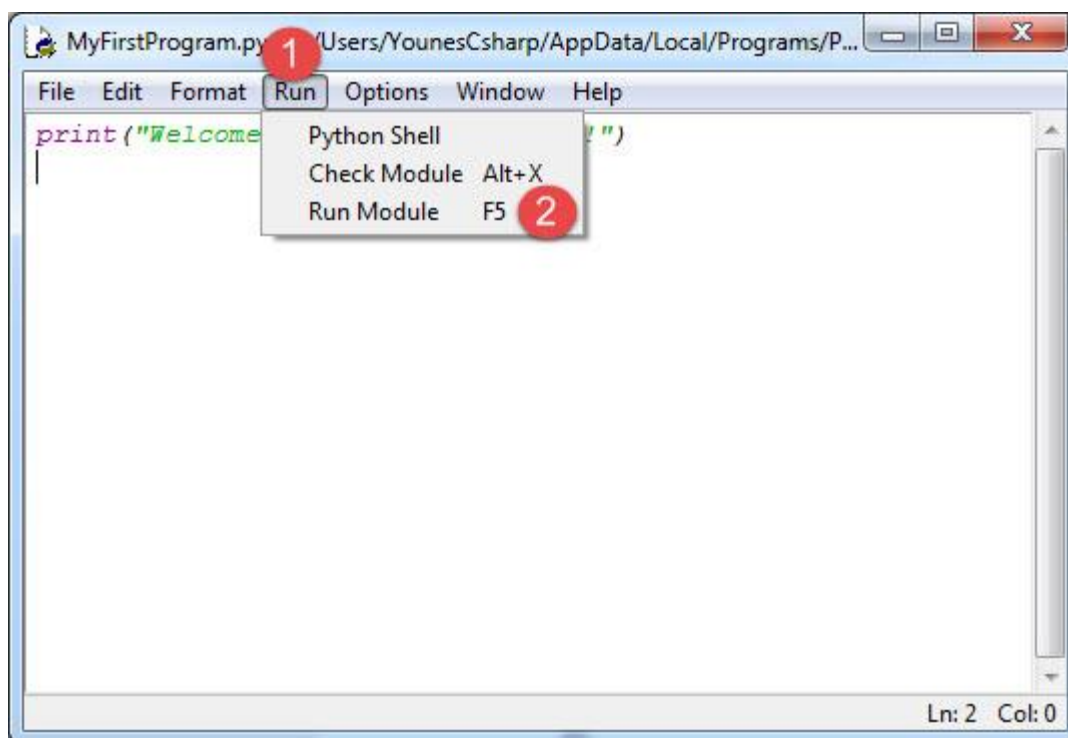 MyFirstProgram.py /Users/YounesCsharp/AppData/Local/Programs/P...
1
File Edit Format Run Options Window Help
print("Welcome !")
Python Shell
Check Module Alt+X
Run Module F5 2
Ln: 2 Col: 0